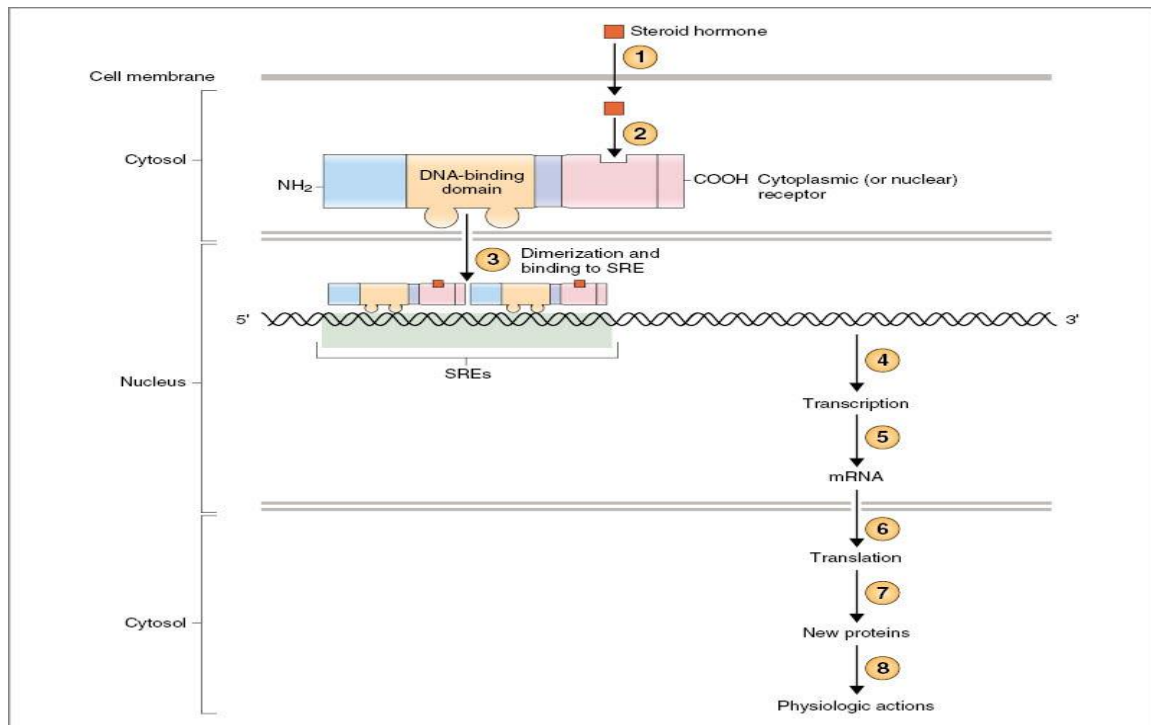 Steroid hormone
1
Cell membrane
2
Cytosol
DNA-binding
domain
NH₂
COOH Cytoplasmic (or nuclear)
receptor
3 Dimerization and
binding to SRE
5' 3'
SREs
4
Nucleus
Transcription
5
mRNA
6
Translation
7
Cytosol
New proteins
8
Physiologic actions